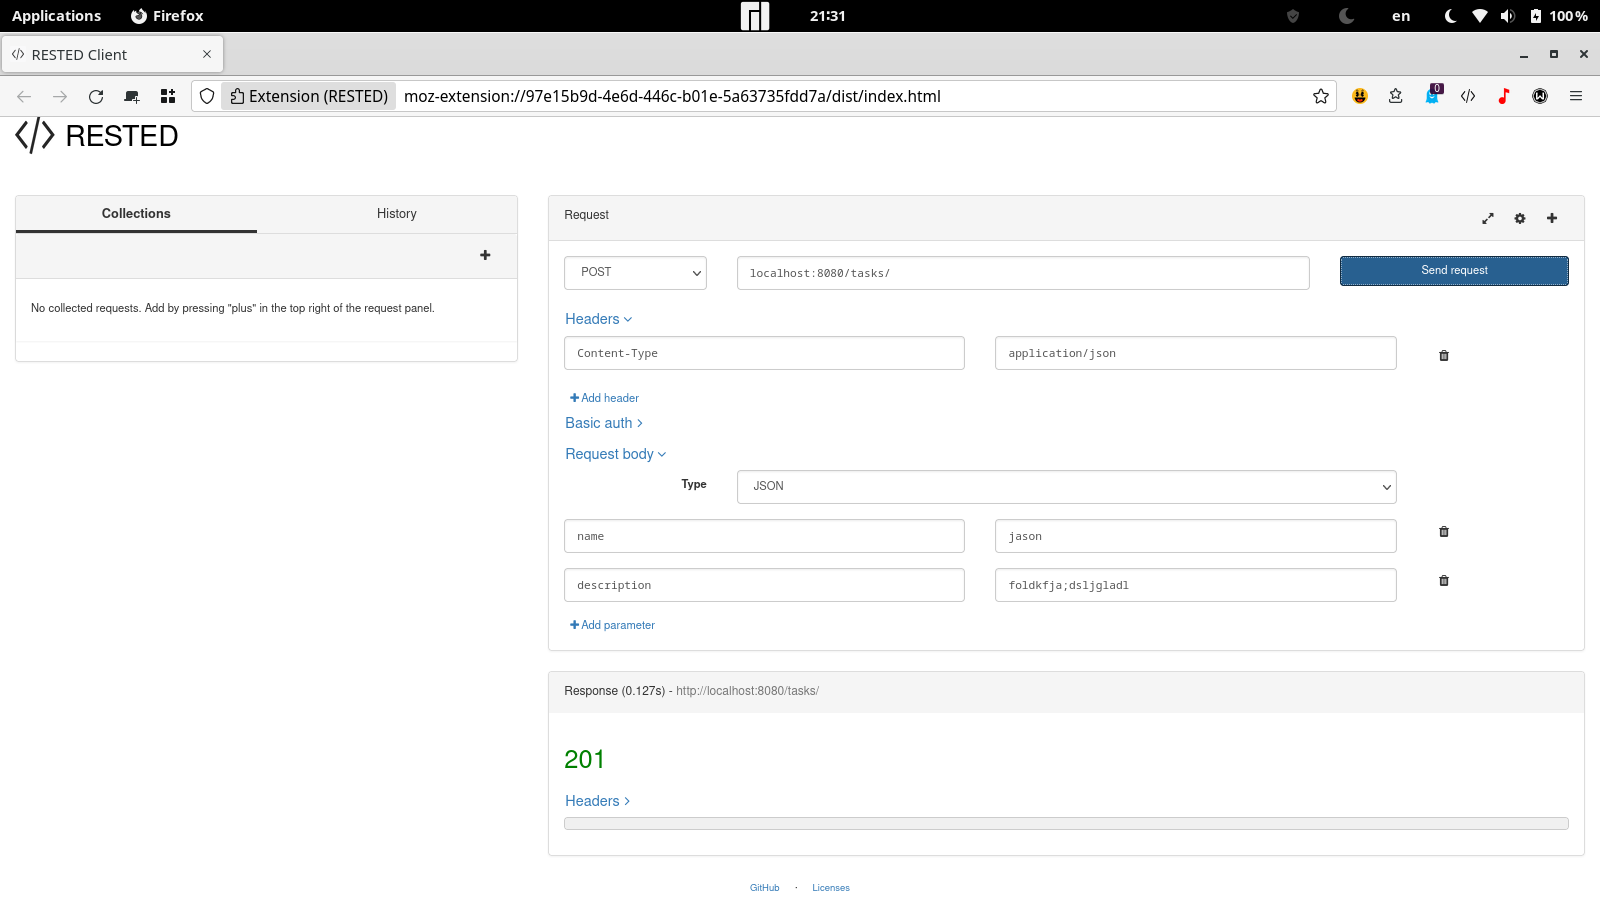 Applications Firefox 21:31 en 100 %
RESTED Client
Extension (RESTED) moz-extension://97e15b9d-4e6d-446c-b01e-5a63735fdd7a/dist/index.html 0
</> RESTED
Collections History
No collected requests. Add by pressing "plus" in the top right of the request panel.
Request
POST localhost:8080/tasks/ Send request
Headers
Content-Type application/json
Add header
Basic auth
Request body
Type JSON
name jason
description foldkfja;dsljgladl
Add parameter
Response (0.127s) - http://localhost:8080/tasks/
201
Headers
GitHub · Licenses